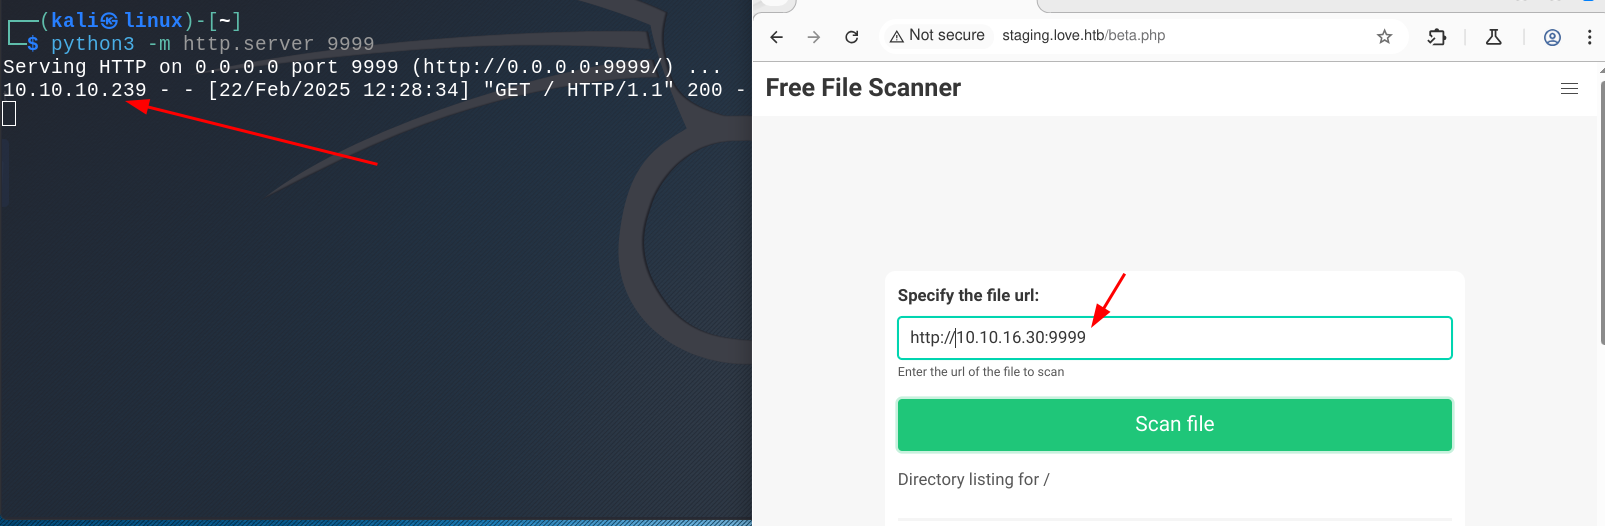 ┌──(kali㉿linux)-[~]
└─$ python3 -m http.server 9999
Serving HTTP on 0.0.0.0 port 9999 (http://0.0.0.0:9999/) ...
10.10.10.239 - - [22/Feb/2025 12:28:34] "GET / HTTP/1.1" 200 -
Not secure staging.love.htb/beta.php
Free File Scanner
Specify the file url:
http://10.10.16.30:9999
Enter the url of the file to scan
Scan file
Directory listing for /